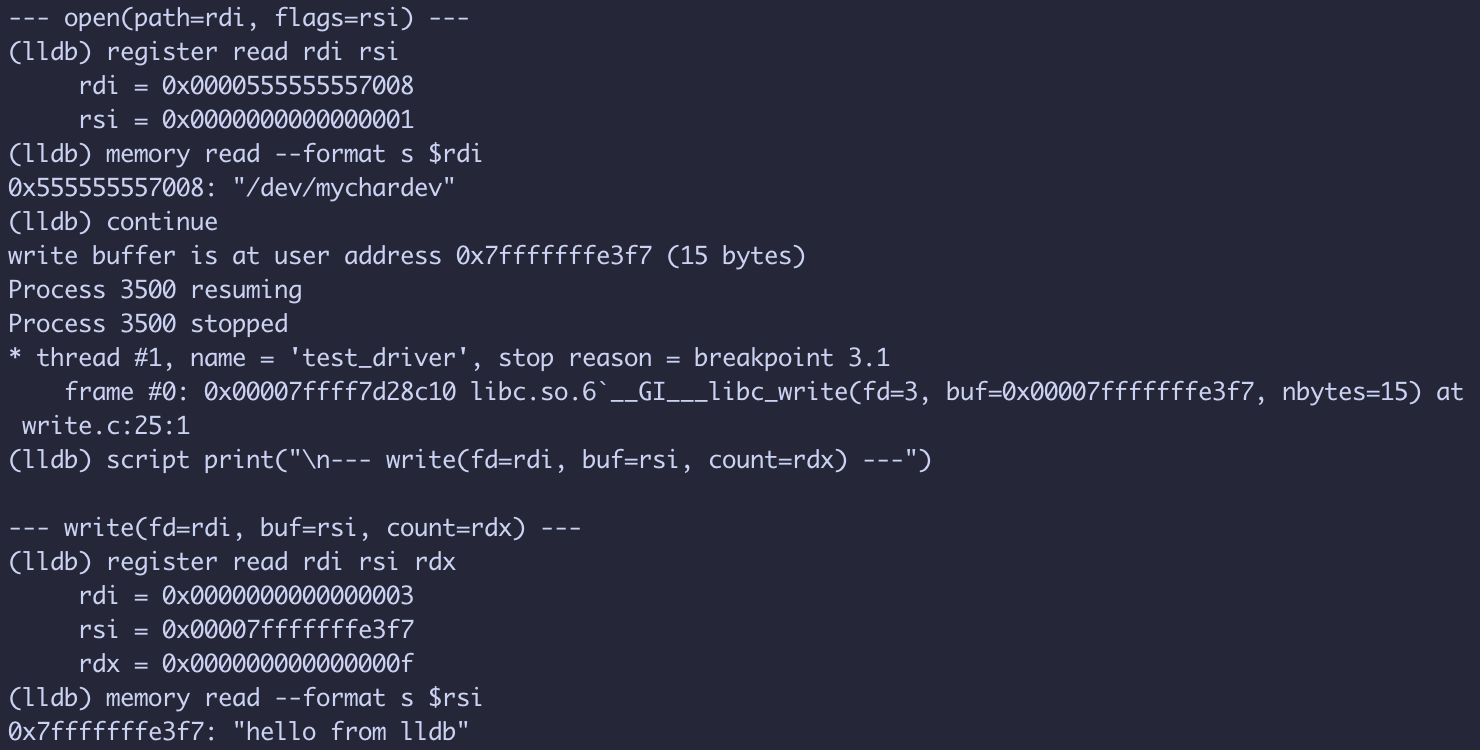 --- open(path=rdi, flags=rsi) ---
(lldb) register read rdi rsi
     rdi = 0x0000555555557008
     rsi = 0x0000000000000001
(lldb) memory read --format s $rdi
0x555555557008: "/dev/mychardev"
(lldb) continue
write buffer is at user address 0x7fffffffe3f7 (15 bytes)
Process 3500 resuming
Process 3500 stopped
* thread #1, name = 'test_driver', stop reason = breakpoint 3.1
    frame #0: 0x00007ffff7d28c10 libc.so.6`__GI___libc_write(fd=3, buf=0x00007fffffffe3f7, nbytes=15) at
 write.c:25:1
(lldb) script print("\n--- write(fd=rdi, buf=rsi, count=rdx) ---")

--- write(fd=rdi, buf=rsi, count=rdx) ---
(lldb) register read rdi rsi rdx
     rdi = 0x0000000000000003
     rsi = 0x00007fffffffe3f7
     rdx = 0x000000000000000f
(lldb) memory read --format s $rsi
0x7fffffffe3f7: "hello from lldb"